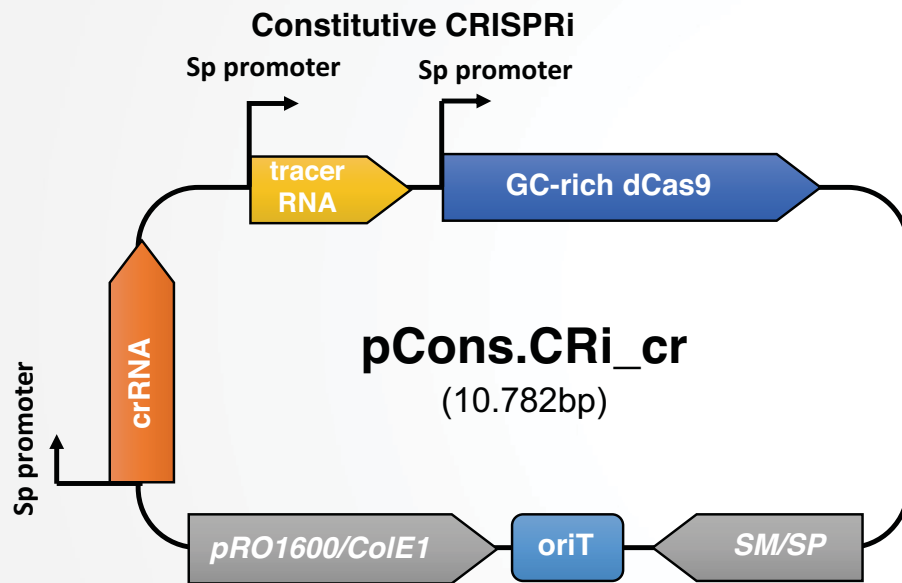 Constitutive CRISPRi
Sp promoter
Sp promoter
tracer
RNA
GC-rich dCas9
crRNA
Sp promoter
pCons.CRi_cr
(10.782bp)
pRO1600/ColE1
oriT
SM/SP